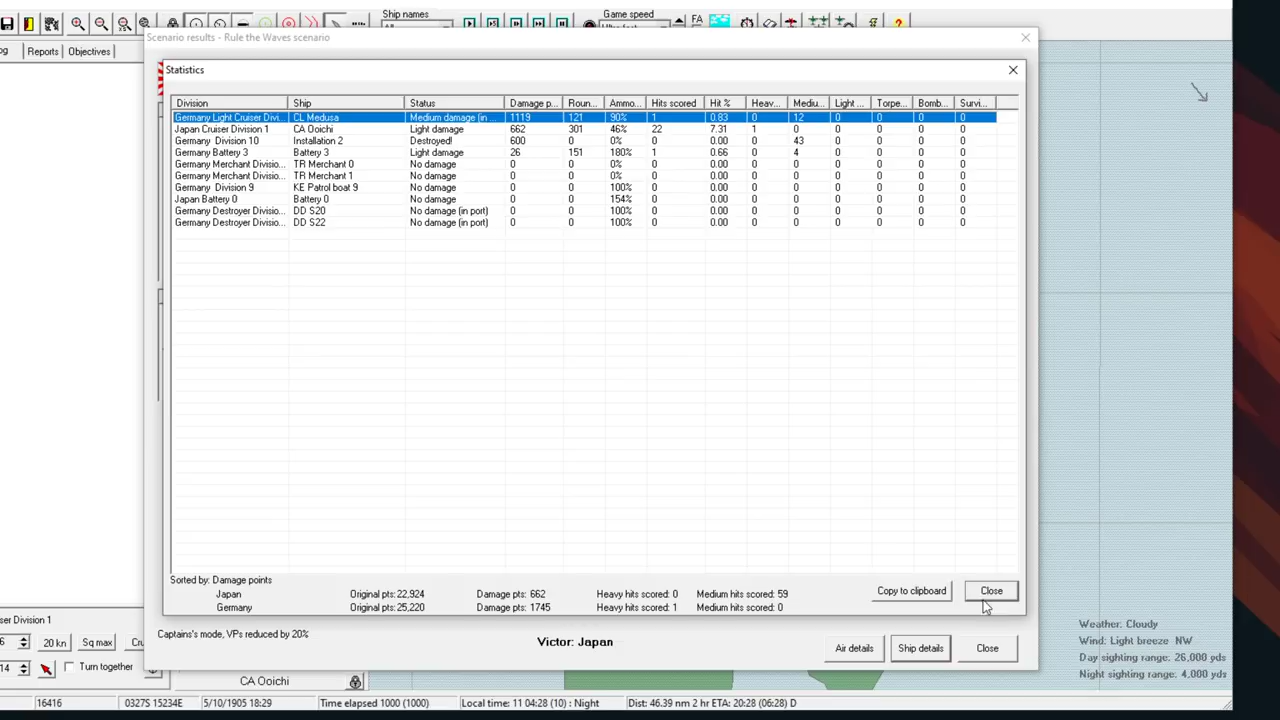 Ship names
Game speed
FA
Scenario results - Rule the Waves scenario
og Reports Objectives
Statistics
Division Ship Status Damage p... Roun... Ammo... Hits scored Hit % Heav... Mediu... Light ... Torpe... Bomb... Survi...
Germany Light Cruiser Divi... CL Medusa Medium damage (in ... 1119 121 90% 1 0.83 0 12 0 0 0 0
Japan Cruiser Division 1 CA Ooichi Light damage 662 301 46% 22 7.31 1 0 0 0 0 0
Germany Division 10 Installation 2 Destroyed! 600 0 0% 0 0.00 0 43 0 0 0 0
Germany Battery 3 Battery 3 Light damage 26 151 180% 1 0.66 0 4 0 0 0 0
Germany Merchant Divisio... TR Merchant 0 No damage 0 0 0% 0 0.00 0 0 0 0 0 0
Germany Merchant Divisio... TR Merchant 1 No damage 0 0 0% 0 0.00 0 0 0 0 0 0
Germany Division 9 KE Patrol boat 9 No damage 0 0 100% 0 0.00 0 0 0 0 0 0
Japan Battery 0 Battery 0 No damage 0 0 154% 0 0.00 0 0 0 0 0 0
Germany Destroyer Divisio... DD S20 No damage (in port) 0 0 100% 0 0.00 0 0 0 0 0 0
Germany Destroyer Divisio... DD S22 No damage (in port) 0 0 100% 0 0.00 0 0 0 0 0 0
Sorted by: Damage points
Japan Original pts: 22,924 Damage pts: 662 Heavy hits scored: 0 Medium hits scored: 59
Germany Original pts: 25,220 Damage pts: 1745 Heavy hits scored: 1 Medium hits scored: 0
Copy to clipboard Close
ser Division 1
Captains's mode, VPs reduced by 20%
Victor: Japan
Air details Ship details Close
6 20 kn Sq max Cru
14 Turn together
CA Ooichi
Weather: Cloudy
Wind: Light breeze NW
Day sighting range: 26,000 yds
Night sighting range: 4,000 yds
16416 0327S 15234E 5/10/1905 18:29 Time elapsed 1000 (1000) Local time: 11 04:28 (10) : Night Dist: 46.39 nm 2 hr ETA: 20:28 (06:28) D